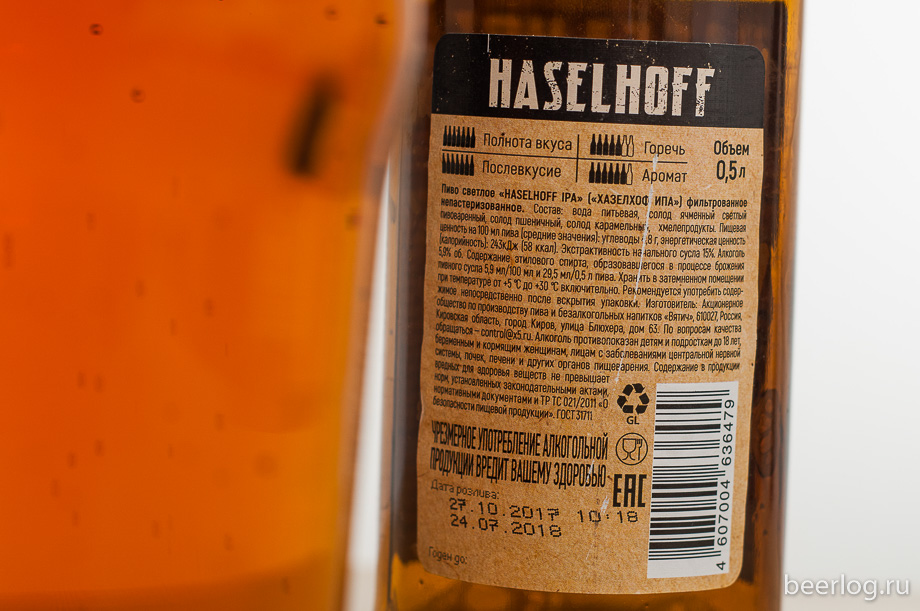 HASELHOFF
Полнота вкуса
Горечь
Объем
0,5 л
Послевкусие
Аромат
Пиво светлое «HASELHOFF IPA» («ХАЗЕЛХОФ ИПА») фильтрованное
непастеризованное. Состав: вода питьевая, солод ячменный светлый
пивоваренный, солод пшеничный, солод карамельный, хмелепродукты. Пищевая
ценность на 100 мл пива (средние значения): углеводы 4,8 г, энергетическая ценность
(калорийность): 243кДж (58 ккал). Экстрактивность начального сусла 15%. Алкоголь
5,9% об. Содержание этилового спирта, образовавшегося в процессе брожения
пивного сусла 5,9 мл/100 мл и 29,5 мл/0,5 л пива. Хранить в затемненном помещении
при температуре от +5 °C до +30 °C включительно. Рекомендуется употребить содер-
жимое непосредственно после вскрытия упаковки. Изготовитель: Акционерное
общество по производству пива и безалкогольных напитков «Вятич», 610027, Россия,
Кировская область, город Киров, улица Блюхера, дом 63. По вопросам качества
обращаться – control@x5.ru. Алкоголь противопоказан детям и подросткам до 18 лет,
беременным и кормящим женщинам, лицам с заболеваниями центральной нервной
системы, почек, печени и других органов пищеварения. Содержание в продукции
вредных для здоровья веществ не превышает
норм, установленных законодательными актами,
нормативными документами и ТР ТС 021/2011 «О
безопасности пищевой продукции». ГОСТ 31711
GL
ЧРЕЗМЕРНОЕ УПОТРЕБЛЕНИЕ АЛКОГОЛЬНОЙ
ПРОДУКЦИИ ВРЕДИТ ВАШЕМУ ЗДОРОВЬЮ
EAC
Дата розлива:
27.10.2017 10:18
24.07.2018
Годен до:
4 607004 636479
beerlog.ru